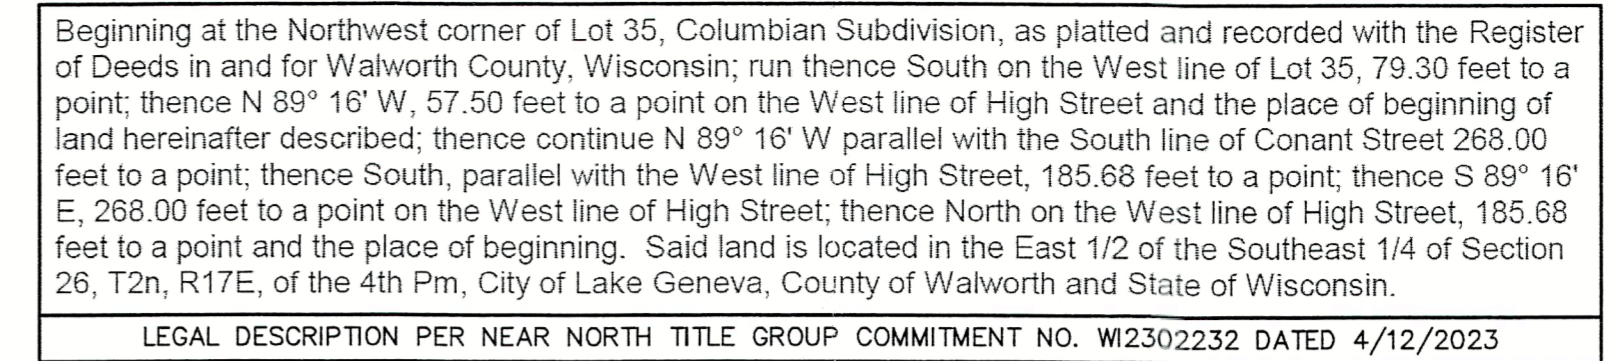 Beginning at the Northwest corner of Lot 35, Columbian Subdivision, as platted and recorded with the Register
of Deeds in and for Walworth County, Wisconsin; run thence South on the West line of Lot 35, 79.30 feet to a
point; thence N 89° 16' W, 57.50 feet to a point on the West line of High Street and the place of beginning of
land hereinafter described; thence continue N 89° 16' W parallel with the South line of Conant Street 268.00
feet to a point; thence South, parallel with the West line of High Street, 185.68 feet to a point; thence S 89° 16'
E, 268.00 feet to a point on the West line of High Street; thence North on the West line of High Street, 185.68
feet to a point and the place of beginning.  Said land is located in the East 1/2 of the Southeast 1/4 of Section
26, T2n, R17E, of the 4th Pm, City of Lake Geneva, County of Walworth and State of Wisconsin.
LEGAL DESCRIPTION PER NEAR NORTH TITLE GROUP COMMITMENT NO. WI2302232 DATED 4/12/2023